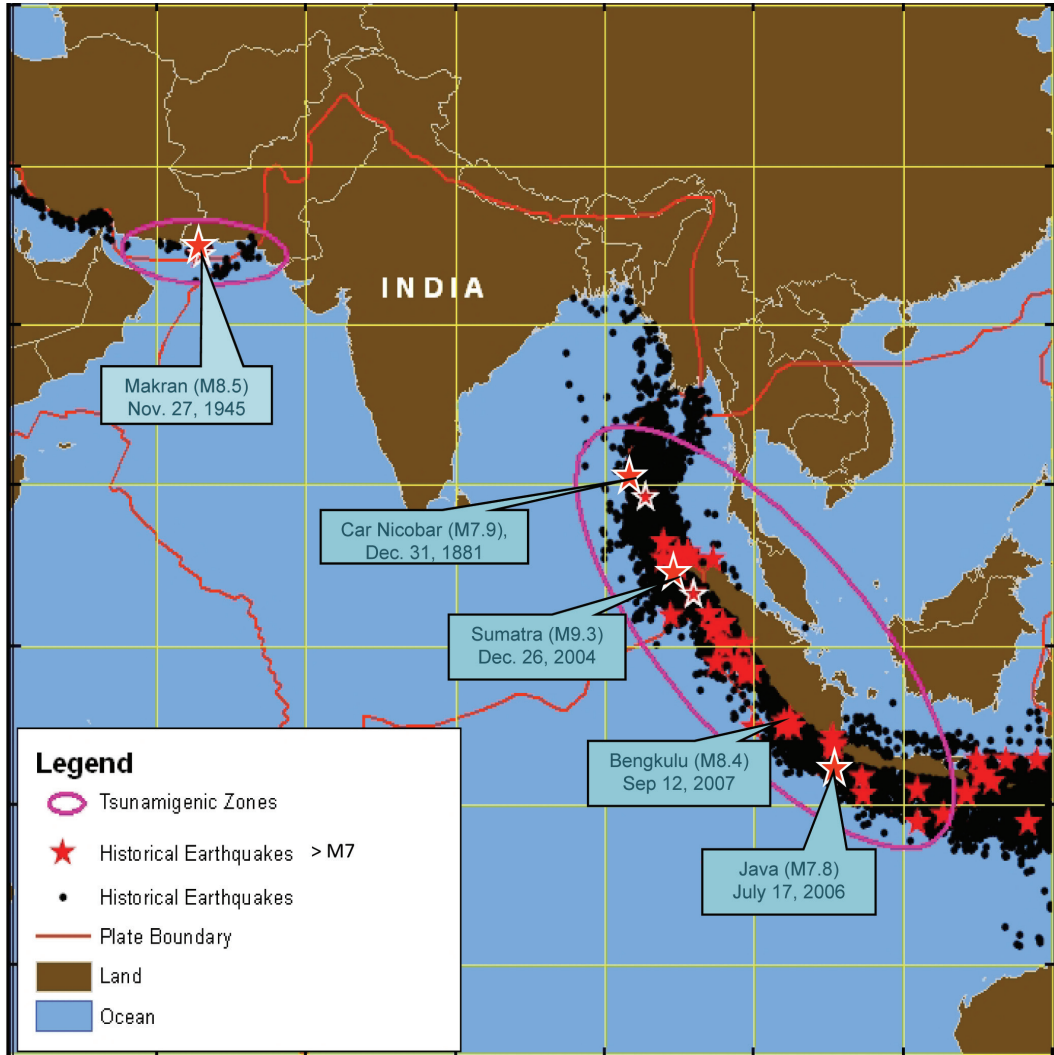 INDIA
Makran (M8.5)
Nov. 27, 1945
Car Nicobar (M7.9),
Dec. 31, 1881
Sumatra (M9.3)
Dec. 26, 2004
Bengkulu (M8.4)
Sep 12, 2007
Java (M7.8)
July 17, 2006
Legend
Tsunamigenic Zones
Historical Earthquakes > M7
Historical Earthquakes
Plate Boundary
Land
Ocean